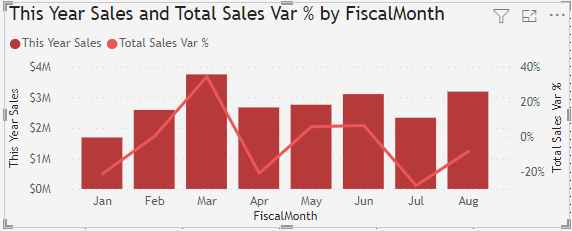 This Year Sales and Total Sales Var % by FiscalMonth
This Year Sales Total Sales Var %
$4M
$3M
$2M
$1M
$0M
This Year Sales
40%
20%
0%
-20%
Total Sales Var %
Jan Feb Mar Apr May Jun Jul Aug
FiscalMonth